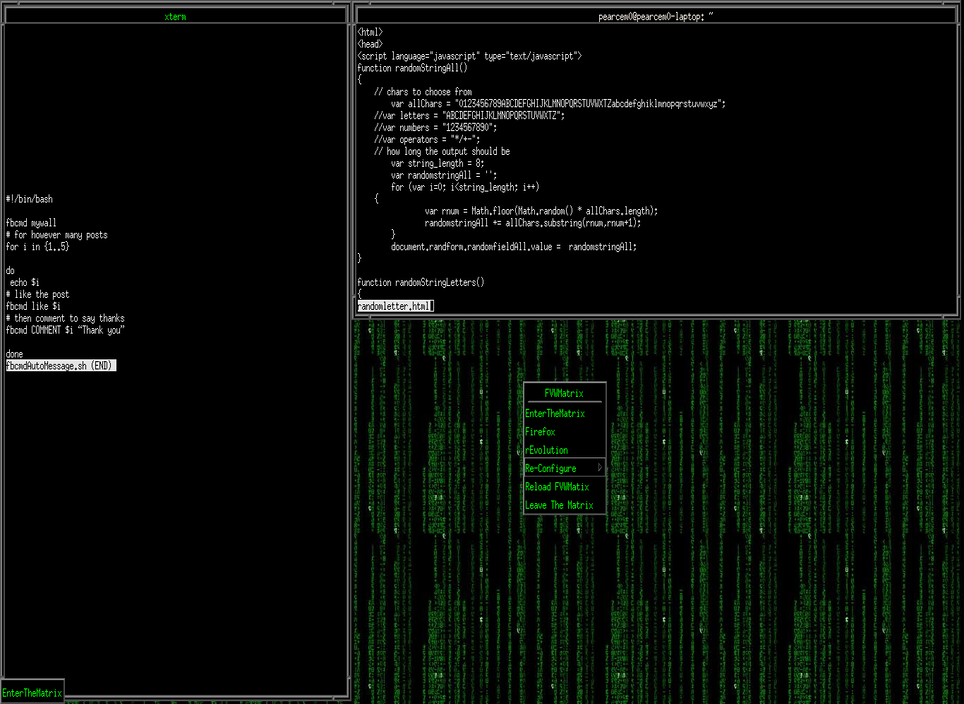 xterm
#!/bin/bash
fbcmd mywall
# for however many posts
for i in {1..5}
do
echo $i
# like the post
fbcmd like $i
# then comment to say thanks
fbcmd COMMENT $i “Thank you”
done
fbcmdAutoMessage.sh (END)
EnterTheMatrix
pearcem0@pearcem0-laptop: ~
<html>
<head>
<script language="javascript" type="text/javascript">
function randomStringAll()
{
// chars to choose from
var allChars = "0123456789ABCDEFGHIJKLMNOPQRSTUVWXTZabcdefghiklmnopqrstuvwxyz";
//var letters = "ABCDEFGHIJKLMNOPQRSTUVWXTZ";
//var numbers = "1234567890";
//var operators = "*/+-";
// how long the output should be
var string_length = 8;
var randomstringAll = '';
for (var i=0; i<string_length; i++)
{
var rnum = Math.floor(Math.random() * allChars.length);
randomstringAll += allChars.substring(rnum,rnum+1);
}
document.randform.randomfieldAll.value = randomstringAll;
}
function randomStringLetters()
{
randomletter.html
FVWMatrix
EnterTheMatrix
Firefox
rEvolution
Re-Configure
Reload FVWMatix
Leave The Matrix